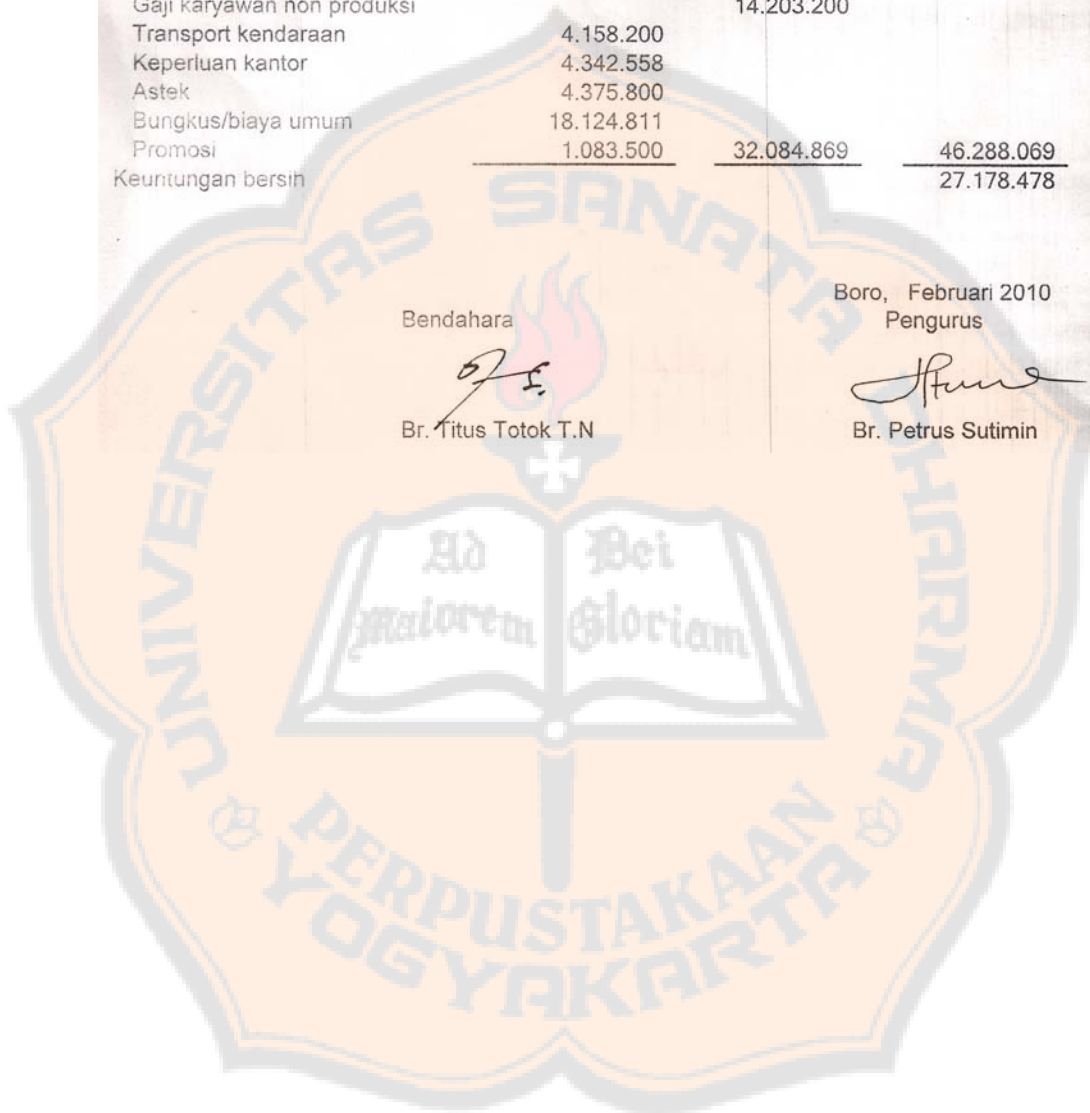 Gaji karyawan non produksi 14.203.200
Transport kendaraan 4.158.200
Keperluan kantor 4.342.558
Astek 4.375.800
Bungkus/biaya umum 18.124.811
Promosi 1.083.500 32.084.869 46.288.069
Keuntungan bersih 27.178.478
Boro, Februari 2010
Bendahara Pengurus
Br. Titus Totok T.N Br. Petrus Sutimin
UNIVERSITAS SANATA DHARMA
Ad Dei
maiorem Gloriam
PERPUSTAKAAN
YOGYAKARTA